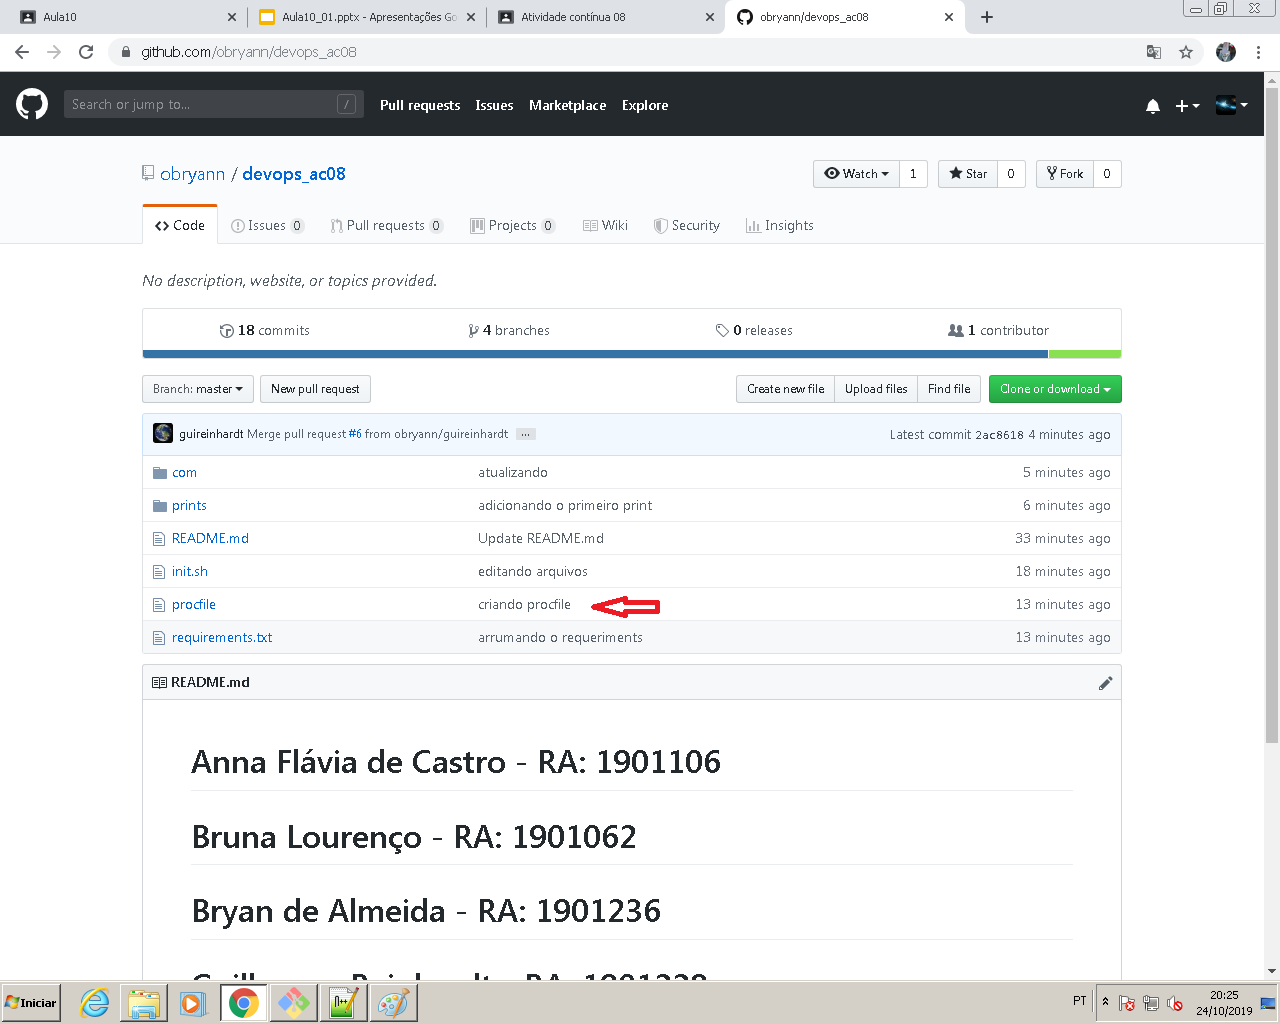 Aula10
Aula10_01.pptx - Apresentações Go
Atividade contínua 08
obryann/devops_ac08
github.com/obryann/devops_ac08
Search or jump to... /
Pull requests Issues Marketplace Explore
obryann / devops_ac08
Watch 1 Star 0 Fork 0
Code Issues 0 Pull requests 0 Projects 0 Wiki Security Insights
No description, website, or topics provided.
18 commits 4 branches 0 releases 1 contributor
Branch: master New pull request Create new file Upload files Find file Clone or download
guireinhardt Merge pull request #6 from obryann/guireinhardt ... Latest commit 2ac8618 4 minutes ago
com atualizando 5 minutes ago
prints adicionando o primeiro print 6 minutes ago
README.md Update README.md 33 minutes ago
init.sh editando arquivos 18 minutes ago
procfile criando procfile 13 minutes ago
requirements.txt arrumando o requeriments 13 minutes ago
README.md
Anna Flávia de Castro - RA: 1901106
Bruna Lourenço - RA: 1901062
Bryan de Almeida - RA: 1901236
Iniciar
PT
20:25
24/10/2019